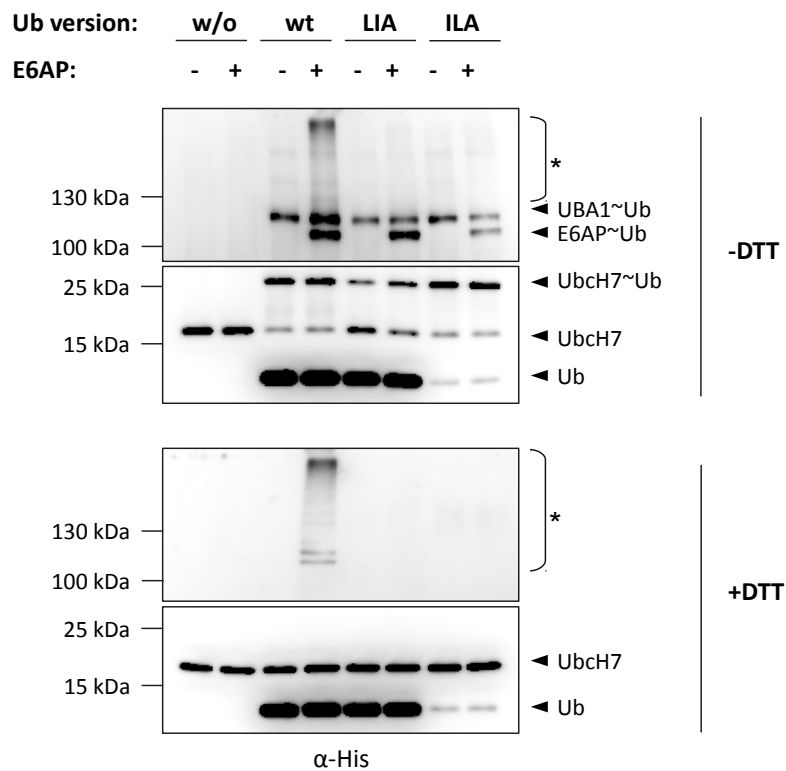 Ub version: w/o wt LIA ILA
E6AP: - + - + - + - +
*
130 kDa
UBA1~Ub
E6AP~Ub
100 kDa
-DTT
25 kDa
UbcH7~Ub
UbcH7
15 kDa
Ub
*
130 kDa
100 kDa
+DTT
25 kDa
UbcH7
15 kDa
Ub
α-His